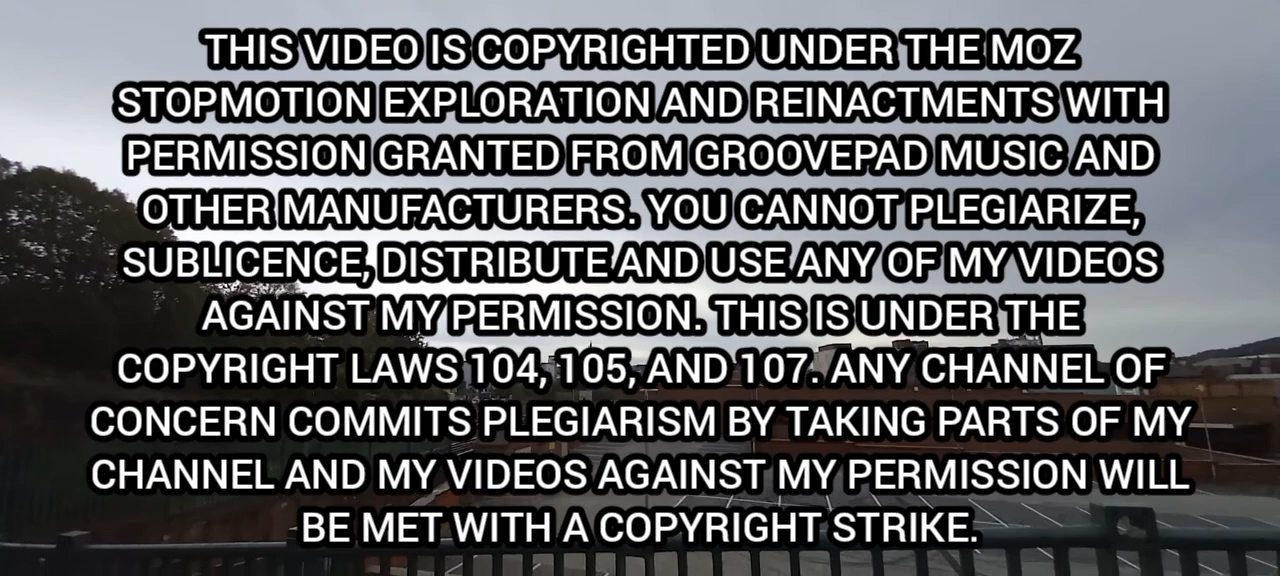 THIS VIDEO IS COPYRIGHTED UNDER THE MOZ
STOPMOTION EXPLORATION AND REINACTMENTS WITH
PERMISSION GRANTED FROM GROOVEPAD MUSIC AND
OTHER MANUFACTURERS. YOU CANNOT PLEGIARIZE,
SUBLICENCE, DISTRIBUTE AND USE ANY OF MY VIDEOS
AGAINST MY PERMISSION. THIS IS UNDER THE
COPYRIGHT LAWS 104, 105, AND 107. ANY CHANNEL OF
CONCERN COMMITS PLEGIARISM BY TAKING PARTS OF MY
CHANNEL AND MY VIDEOS AGAINST MY PERMISSION WILL
BE MET WITH A COPYRIGHT STRIKE.